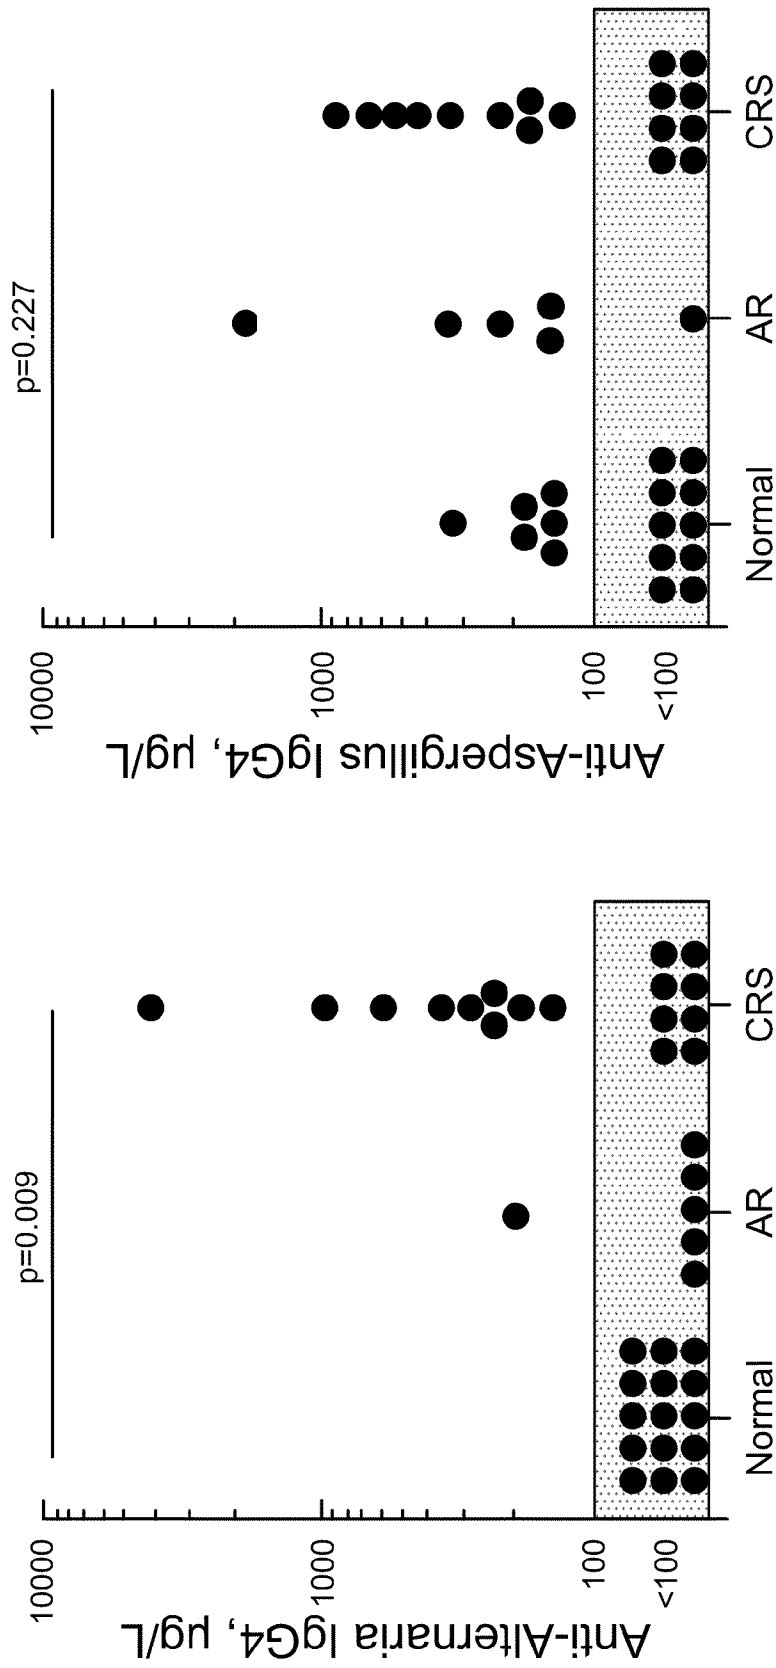 p=0.009
10000
1000
100
<100
Anti-Alternaria IgG4, µg/L
Normal
AR
CRS
p=0.227
10000
1000
100
<100
Anti-Aspergillus IgG4, µg/L
Normal
AR
CRS